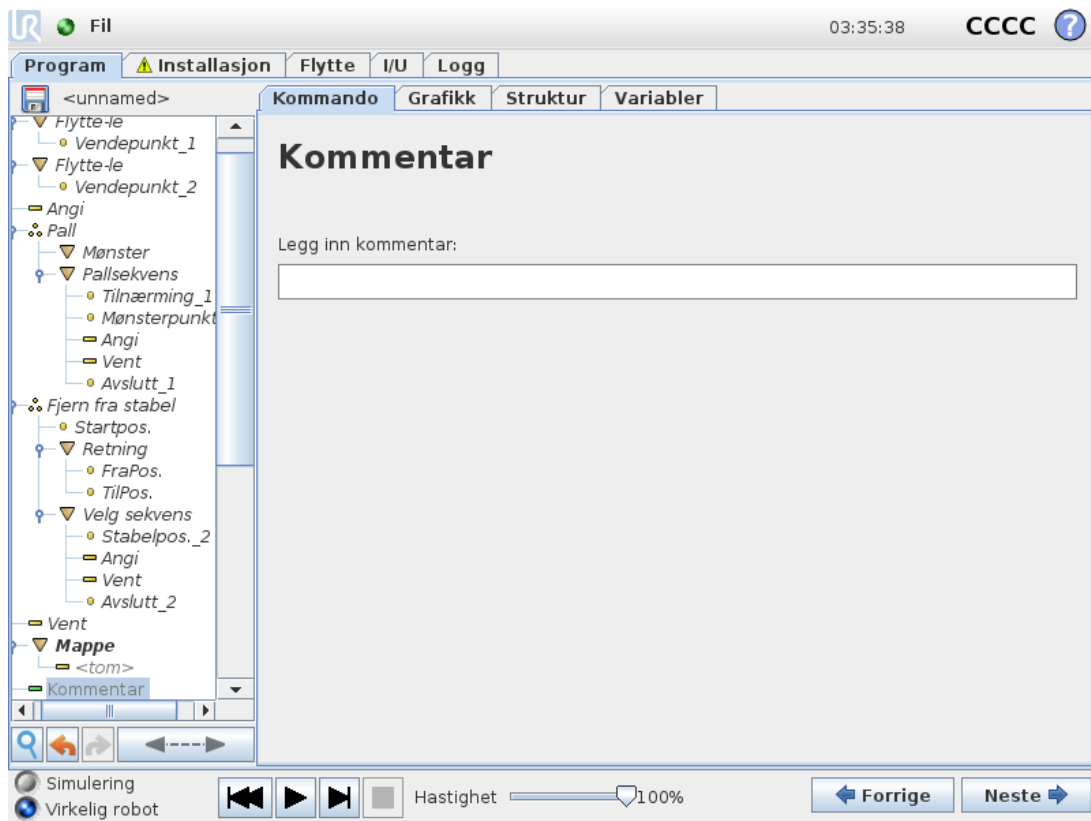 UR Fil 03:35:38 CCCC ?
Program Installasjon Flytte I/U Logg
<unnamed>
Kommando Grafikk Struktur Variabler
Flytte-le
Vendepunkt_1
Flytte-le
Vendepunkt_2
Angi
Pall
Mønster
Pallsekvens
Tilnærming_1
Mønsterpunkt
Angi
Vent
Avslutt_1
Fjern fra stabel
Startpos.
Retning
FraPos.
TilPos.
Velg sekvens
Stabelpos._2
Angi
Vent
Avslutt_2
Vent
Mappe
<tom>
Kommentar
Kommentar
Legg inn kommentar:
Simulering
Virkelig robot
Hastighet 100%
Forrige Neste